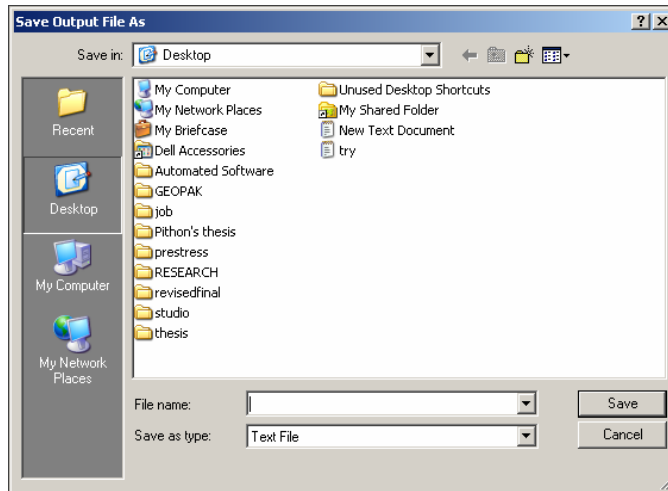 Save Output File As
Save in: Desktop
Recent
Desktop
My Computer
My Network
Places
My Computer
My Network Places
My Briefcase
Dell Accessories
Automated Software
GEOPAK
job
Pithon's thesis
prestress
RESEARCH
revisedfinal
studio
thesis
Unused Desktop Shortcuts
My Shared Folder
New Text Document
try
File name:
Save
Save as type: Text File
Cancel